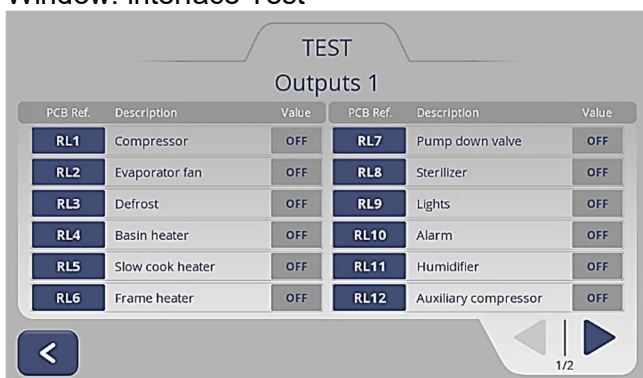 Window: Interface Test
TEST
Outputs 1
PCB Ref. Description Value PCB Ref. Description Value
RL1 Compressor OFF RL7 Pump down valve OFF
RL2 Evaporator fan OFF RL8 Sterilizer OFF
RL3 Defrost OFF RL9 Lights OFF
RL4 Basin heater OFF RL10 Alarm OFF
RL5 Slow cook heater OFF RL11 Humidifier OFF
RL6 Frame heater OFF RL12 Auxiliary compressor OFF
1/2